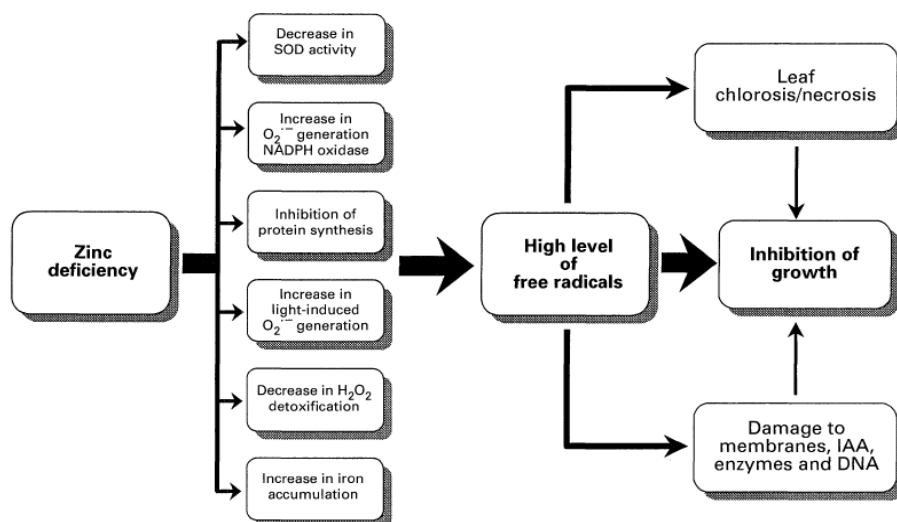 Zinc
deficiency
Decrease in
SOD activity
Increase in
O₂˙⁻ generation
NADPH oxidase
Inhibition of
protein synthesis
Increase in
light-induced
O₂˙⁻ generation
Decrease in H₂O₂
detoxification
Increase in iron
accumulation
High level
of
free radicals
Leaf
chlorosis/necrosis
Inhibition of
growth
Damage to
membranes, IAA,
enzymes and DNA